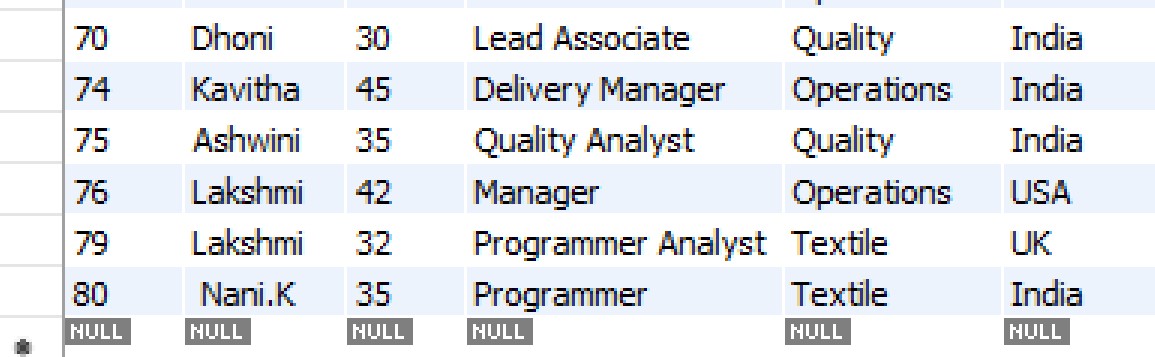 70 Dhoni 30 Lead Associate Quality India
74 Kavitha 45 Delivery Manager Operations India
75 Ashwini 35 Quality Analyst Quality India
76 Lakshmi 42 Manager Operations USA
79 Lakshmi 32 Programmer Analyst Textile UK
80 Nani.K 35 Programmer Textile India
NULL NULL NULL NULL NULL NULL